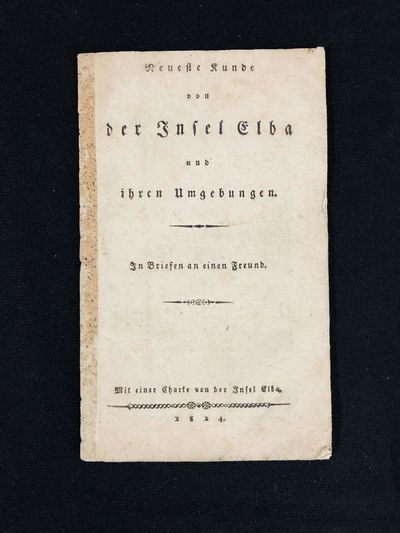 Neueſte Kunde
von
der Inſel Elba
und
ihren Umgebungen.
In Briefen an einen Freund.
Mit einer Charte von der Inſel Elba.
1814.